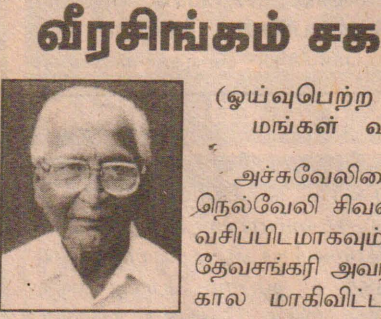 வீரசிங்கம் சக
(ஓய்வுபெற்ற
மங்கள் வ
அச்சுவேலியை
நெல்வேலி சிவ
வசிப்பிடமாகவும்
தேவசங்கரி அவ
கால மாகிவிட்ட